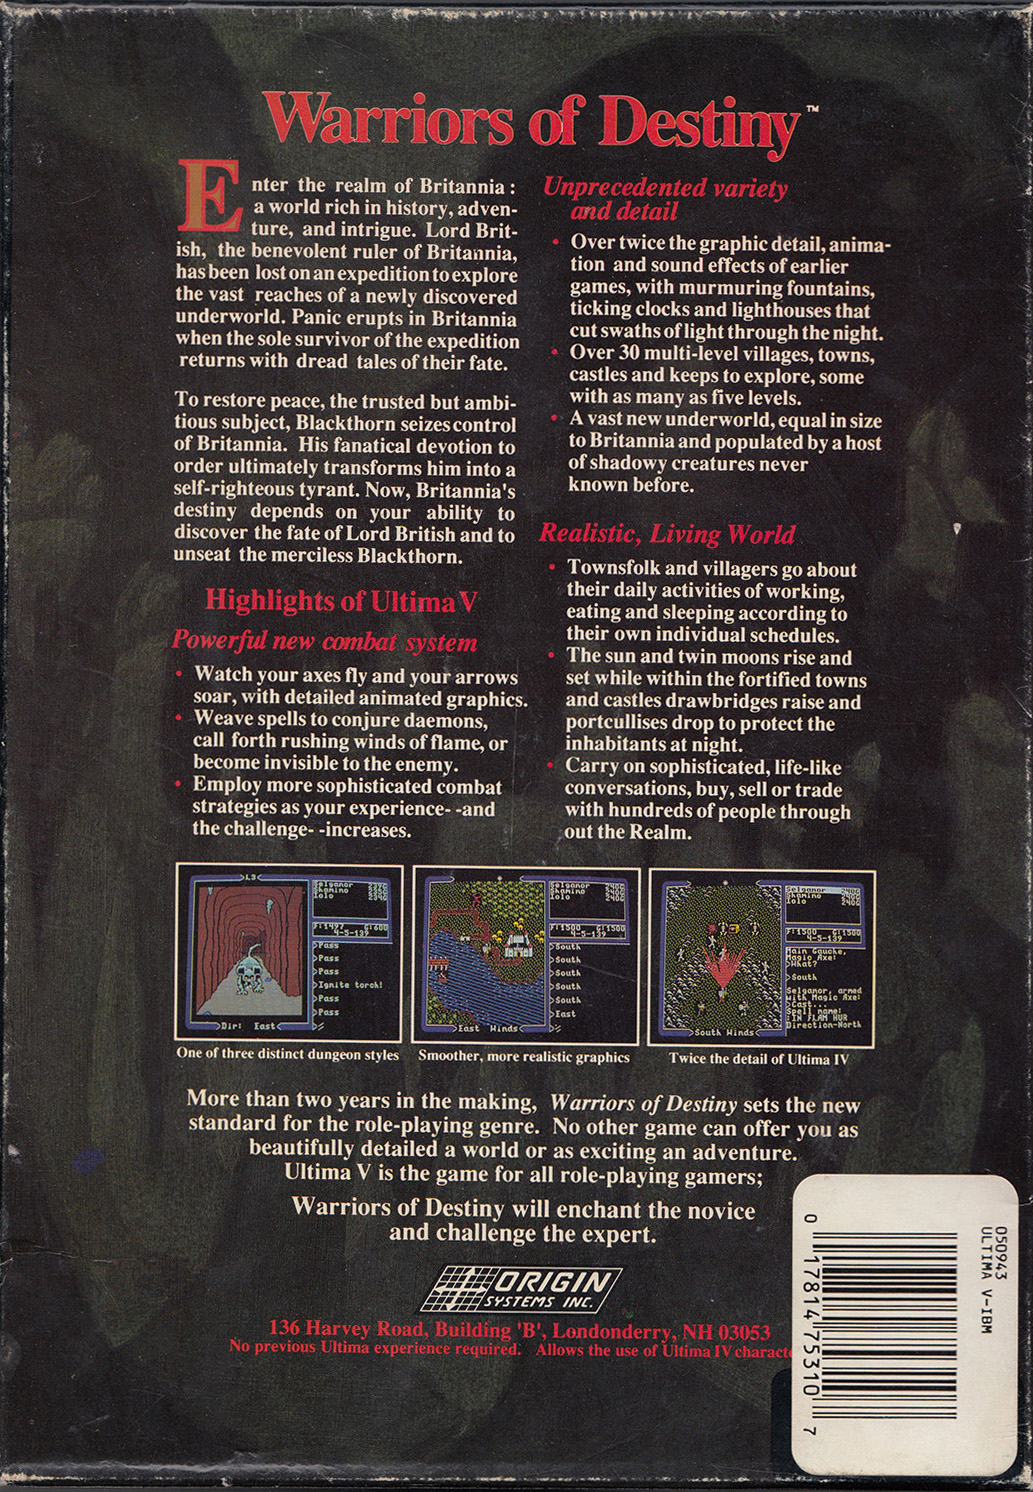 Warriors of Destiny™
Enter the realm of Britannia :
a world rich in history, adven-
ture, and intrigue. Lord Brit-
ish, the benevolent ruler of Britannia,
has been lost on an expedition to explore
the vast reaches of a newly discovered
underworld. Panic erupts in Britannia
when the sole survivor of the expedition
returns with dread tales of their fate.
To restore peace, the trusted but ambi-
tious subject, Blackthorn seizes control
of Britannia. His fanatical devotion to
order ultimately transforms him into a
self-righteous tyrant. Now, Britannia's
destiny depends on your ability to
discover the fate of Lord British and to
unseat the merciless Blackthorn.
Highlights of Ultima V
Powerful new combat system
• Watch your axes fly and your arrows
soar, with detailed animated graphics.
• Weave spells to conjure daemons,
call forth rushing winds of flame, or
become invisible to the enemy.
• Employ more sophisticated combat
strategies as your experience- -and
the challenge- -increases.
Unprecedented variety
and detail
• Over twice the graphic detail, anima-
tion and sound effects of earlier
games, with murmuring fountains,
ticking clocks and lighthouses that
cut swaths of light through the night.
• Over 30 multi-level villages, towns,
castles and keeps to explore, some
with as many as five levels.
• A vast new underworld, equal in size
to Britannia and populated by a host
of shadowy creatures never
known before.
Realistic, Living World
• Townsfolk and villagers go about
their daily activities of working,
eating and sleeping according to
their own individual schedules.
• The sun and twin moons rise and
set while within the fortified towns
and castles drawbridges raise and
portcullises drop to protect the
inhabitants at night.
• Carry on sophisticated, life-like
conversations, buy, sell or trade
with hundreds of people through
out the Realm.
L3
Selganor
Shamino
Iolo
F:1497 G:600
4-5-139
Pass
Pass
Pass
Ignite torch!
Pass
Pass
Dir: East
One of three distinct dungeon styles
Selganor 240G
Shamino 240G
Iolo 240G
F:1500 G:1500
4-5-139
South
South
South
South
South
East
East Winds
Smoother, more realistic graphics
Selganor 240G
Shamino 240G
Iolo 240G
F:1500 G:1500
4-5-139
Main Gauche,
Magic Axe:
What?
South
Selganor, armed
with Magic Axe:
Cast...
Spell name:
IN FLAM HUR
Direction-North
South Winds
Twice the detail of Ultima IV
More than two years in the making, Warriors of Destiny sets the new
standard for the role-playing genre. No other game can offer you as
beautifully detailed a world or as exciting an adventure.
Ultima V is the game for all role-playing gamers;
Warriors of Destiny will enchant the novice
and challenge the expert.
ORIGIN
SYSTEMS INC.
136 Harvey Road, Building 'B', Londonderry, NH 03053
No previous Ultima experience required. Allows the use of Ultima IV charact
050943
ULTIMA V-IBM
0 17814 75310 7